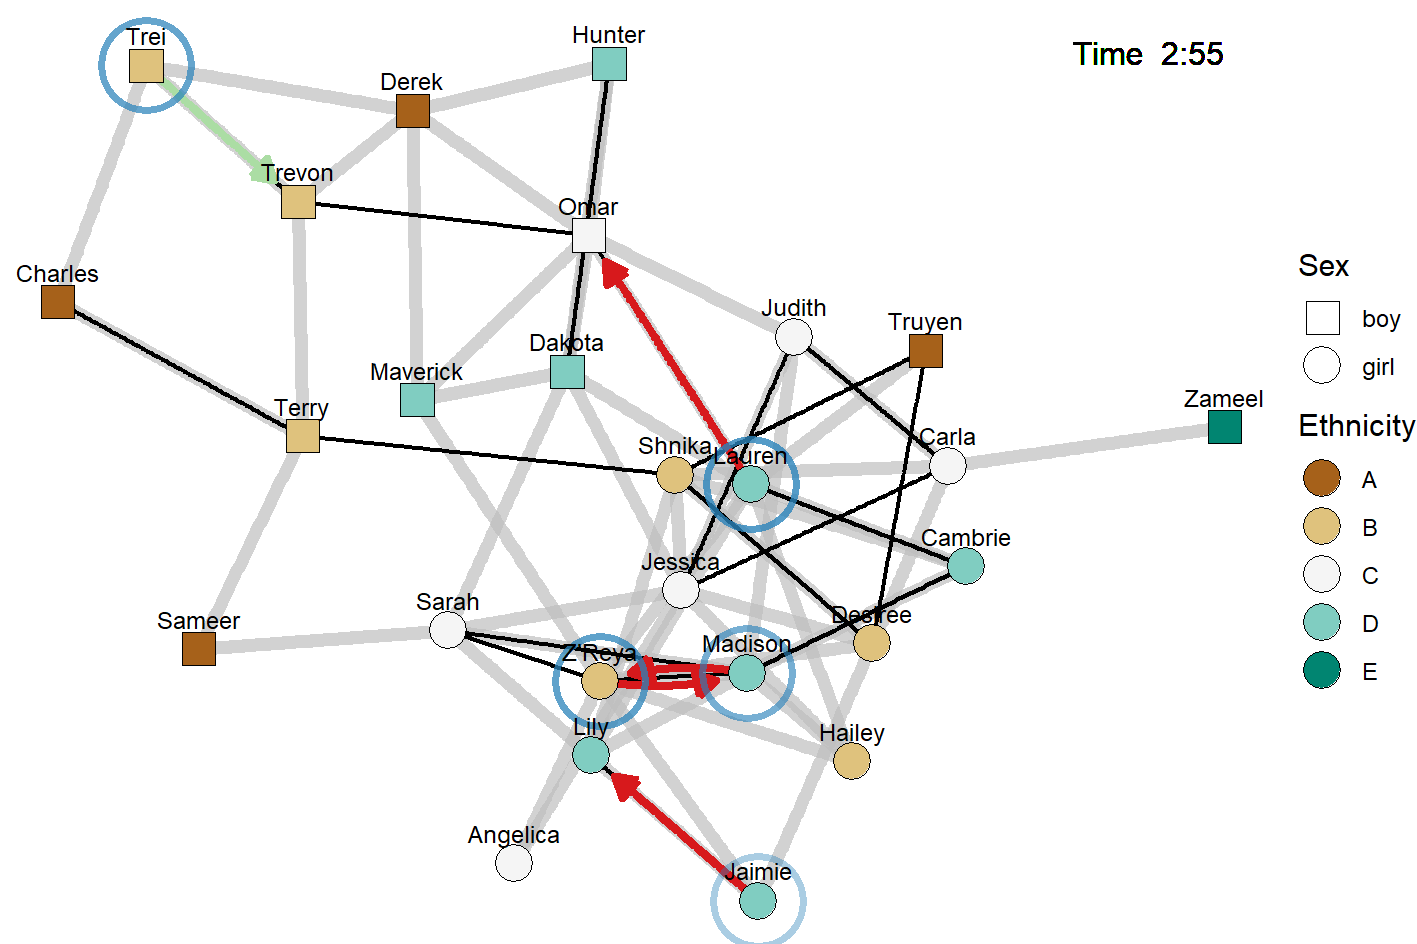 Trei
Hunter
Time 2:55
Derek
Trevon
Omar
Charles
Judith
Truyen
Dakota
Maverick
Zameel
Terry
Shnika
Lauren
Carla
Cambrie
Jessica
Sarah
Sameer
Desiree
Z'Reya
Madison
Lily
Hailey
Angelica
Jaimie
Sex
boy
girl
Ethnicity
A
B
C
D
E